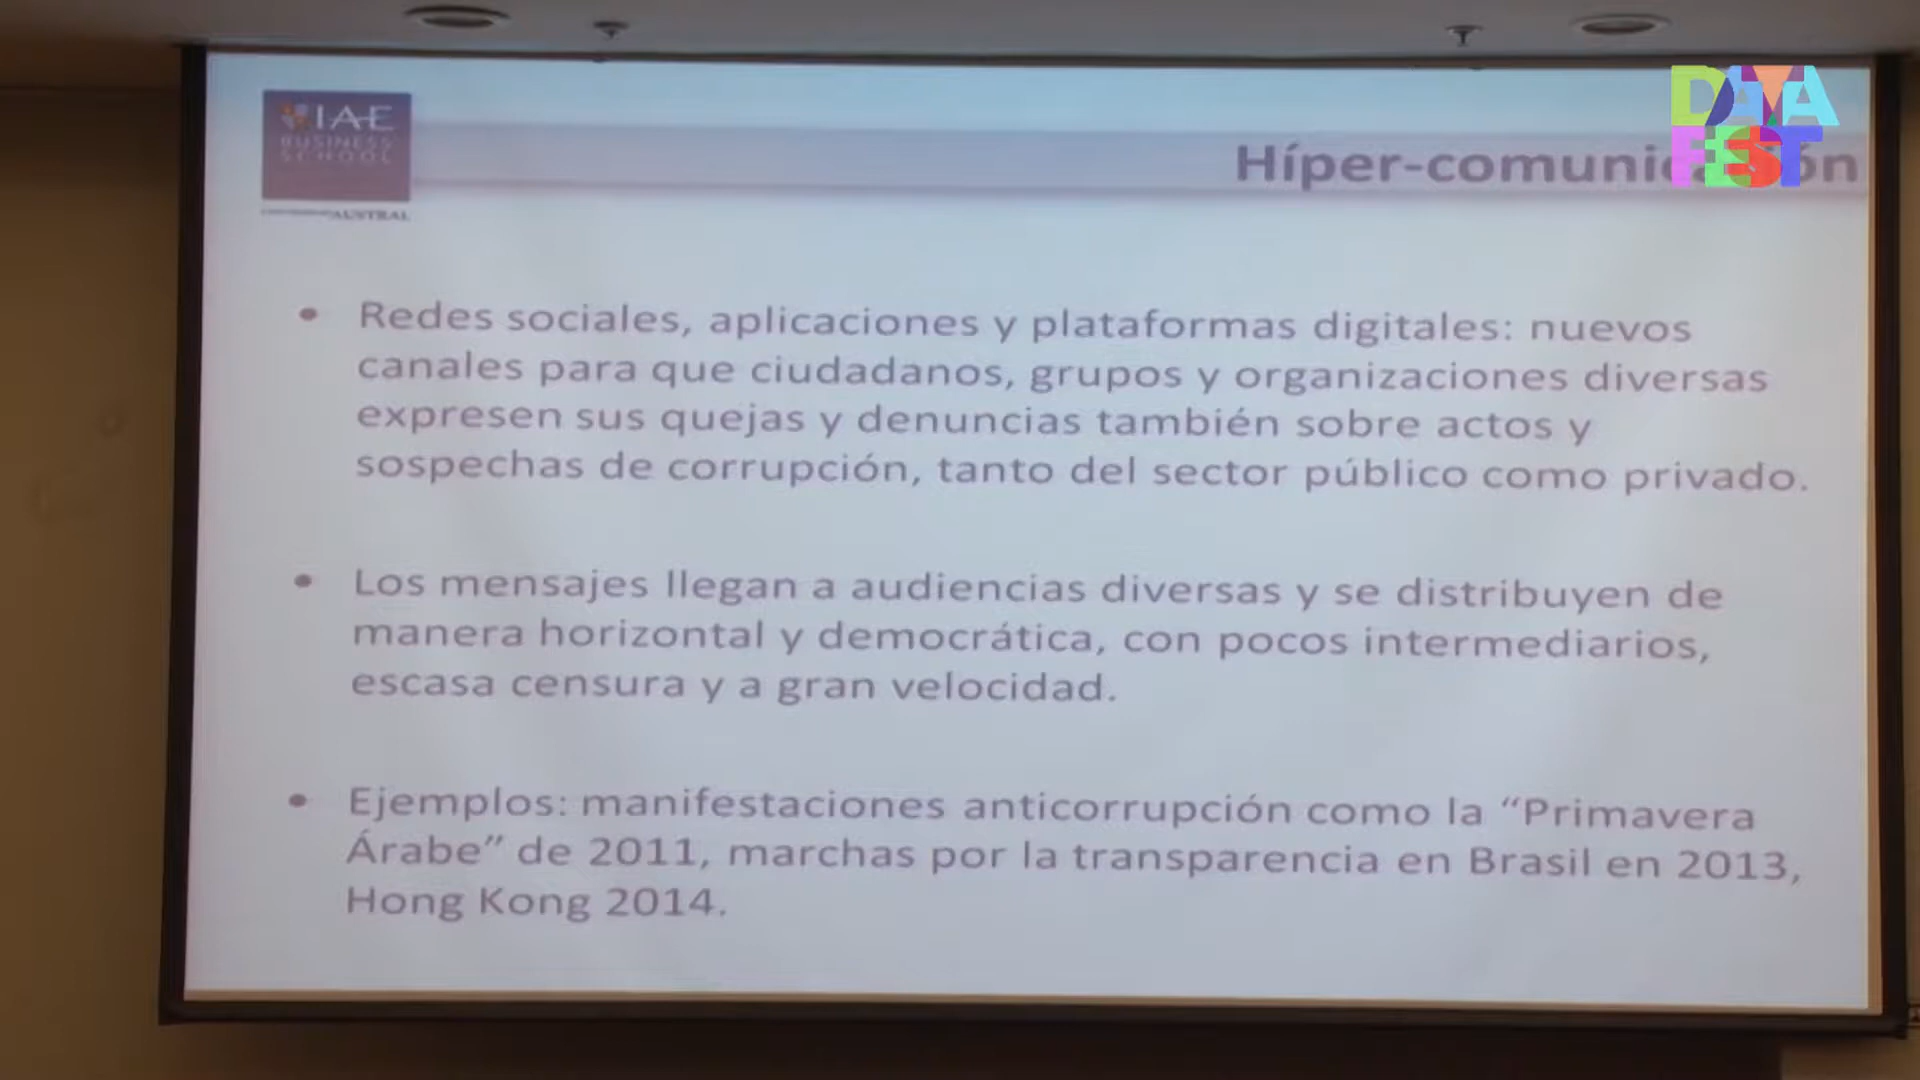 IAE
BUSINESS
SCHOOL
AUSTRAL
DATA
FEST
Híper-comunicación
• Redes sociales, aplicaciones y plataformas digitales: nuevos
canales para que ciudadanos, grupos y organizaciones diversas
expresen sus quejas y denuncias también sobre actos y
sospechas de corrupción, tanto del sector público como privado.
• Los mensajes llegan a audiencias diversas y se distribuyen de
manera horizontal y democrática, con pocos intermediarios,
escasa censura y a gran velocidad.
• Ejemplos: manifestaciones anticorrupción como la “Primavera
Árabe” de 2011, marchas por la transparencia en Brasil en 2013,
Hong Kong 2014.